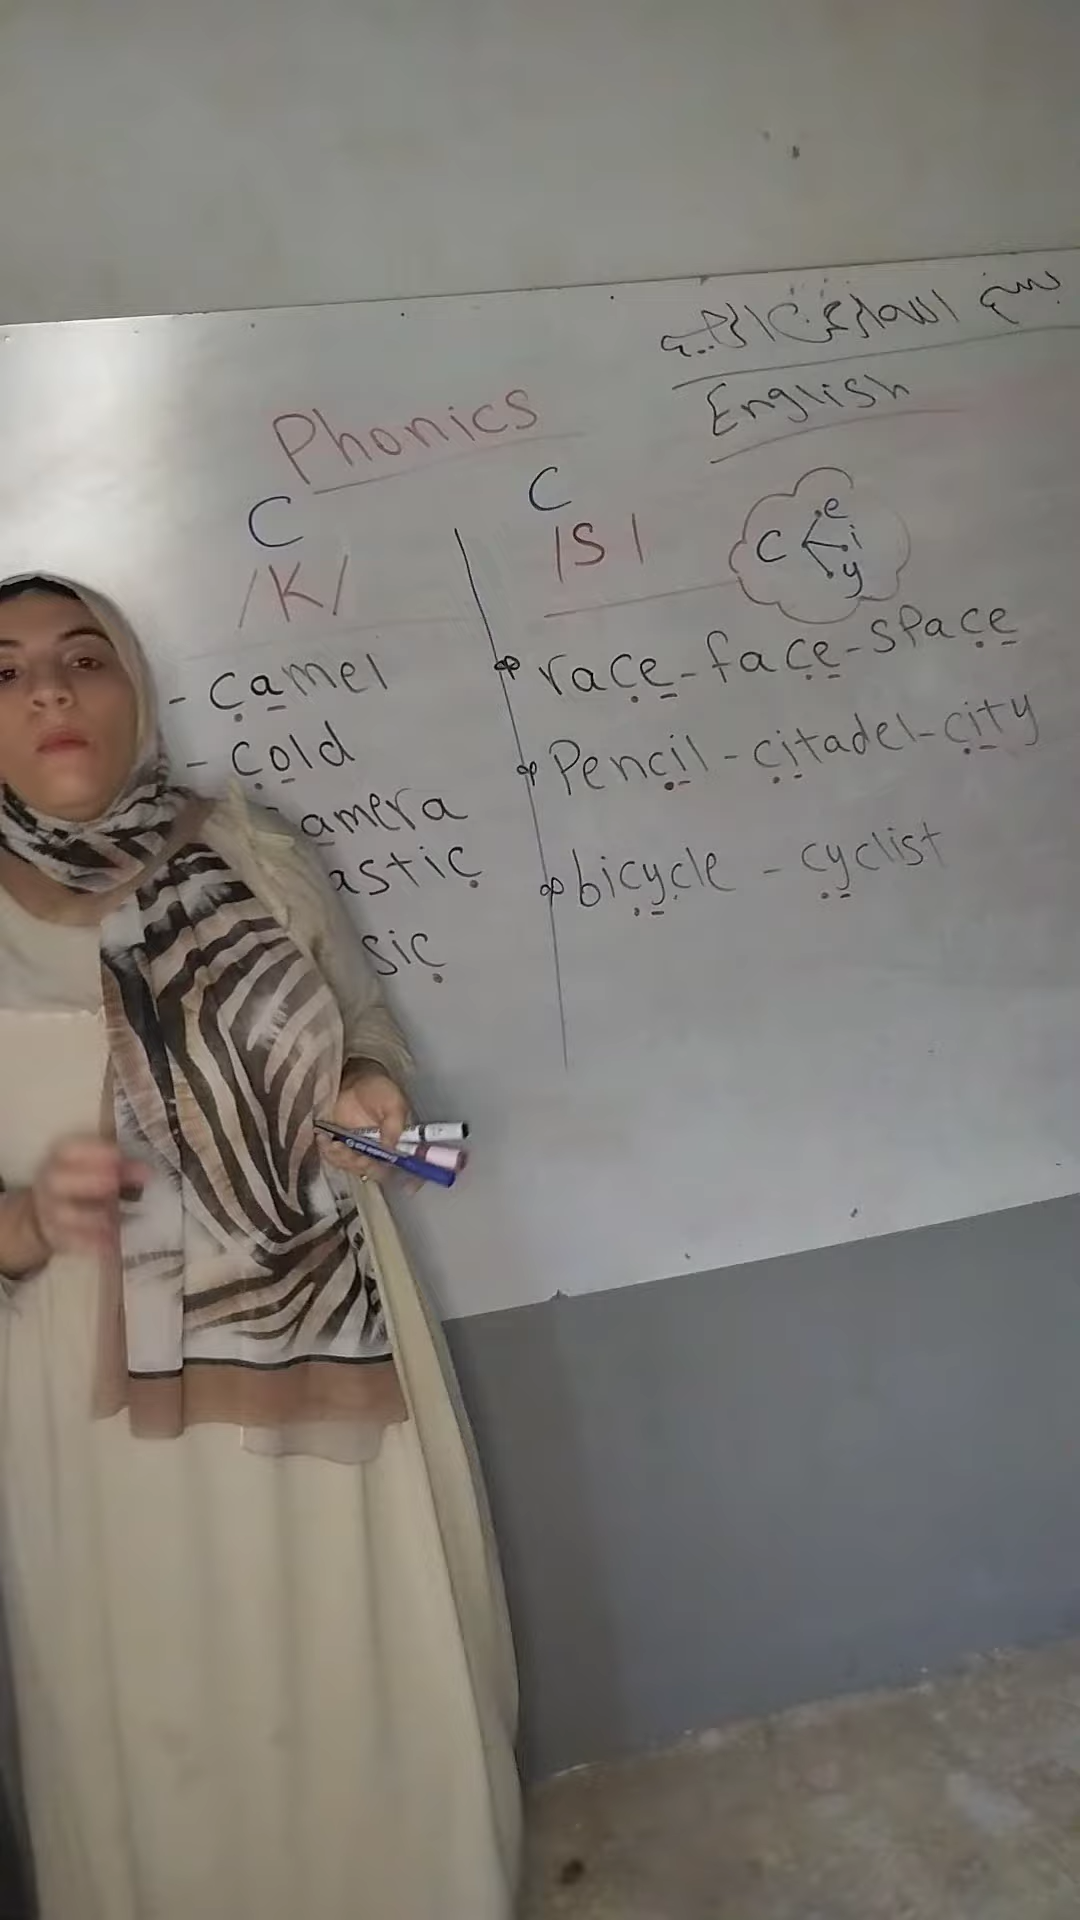 بسم الله الرحمن الرحيم
English
Phonics
C
/K/
- camel
- cold
amera
astic
sic
C
/S/
C e i y
race - face - space
Pencil - citadel - city
bicycle - cyclist